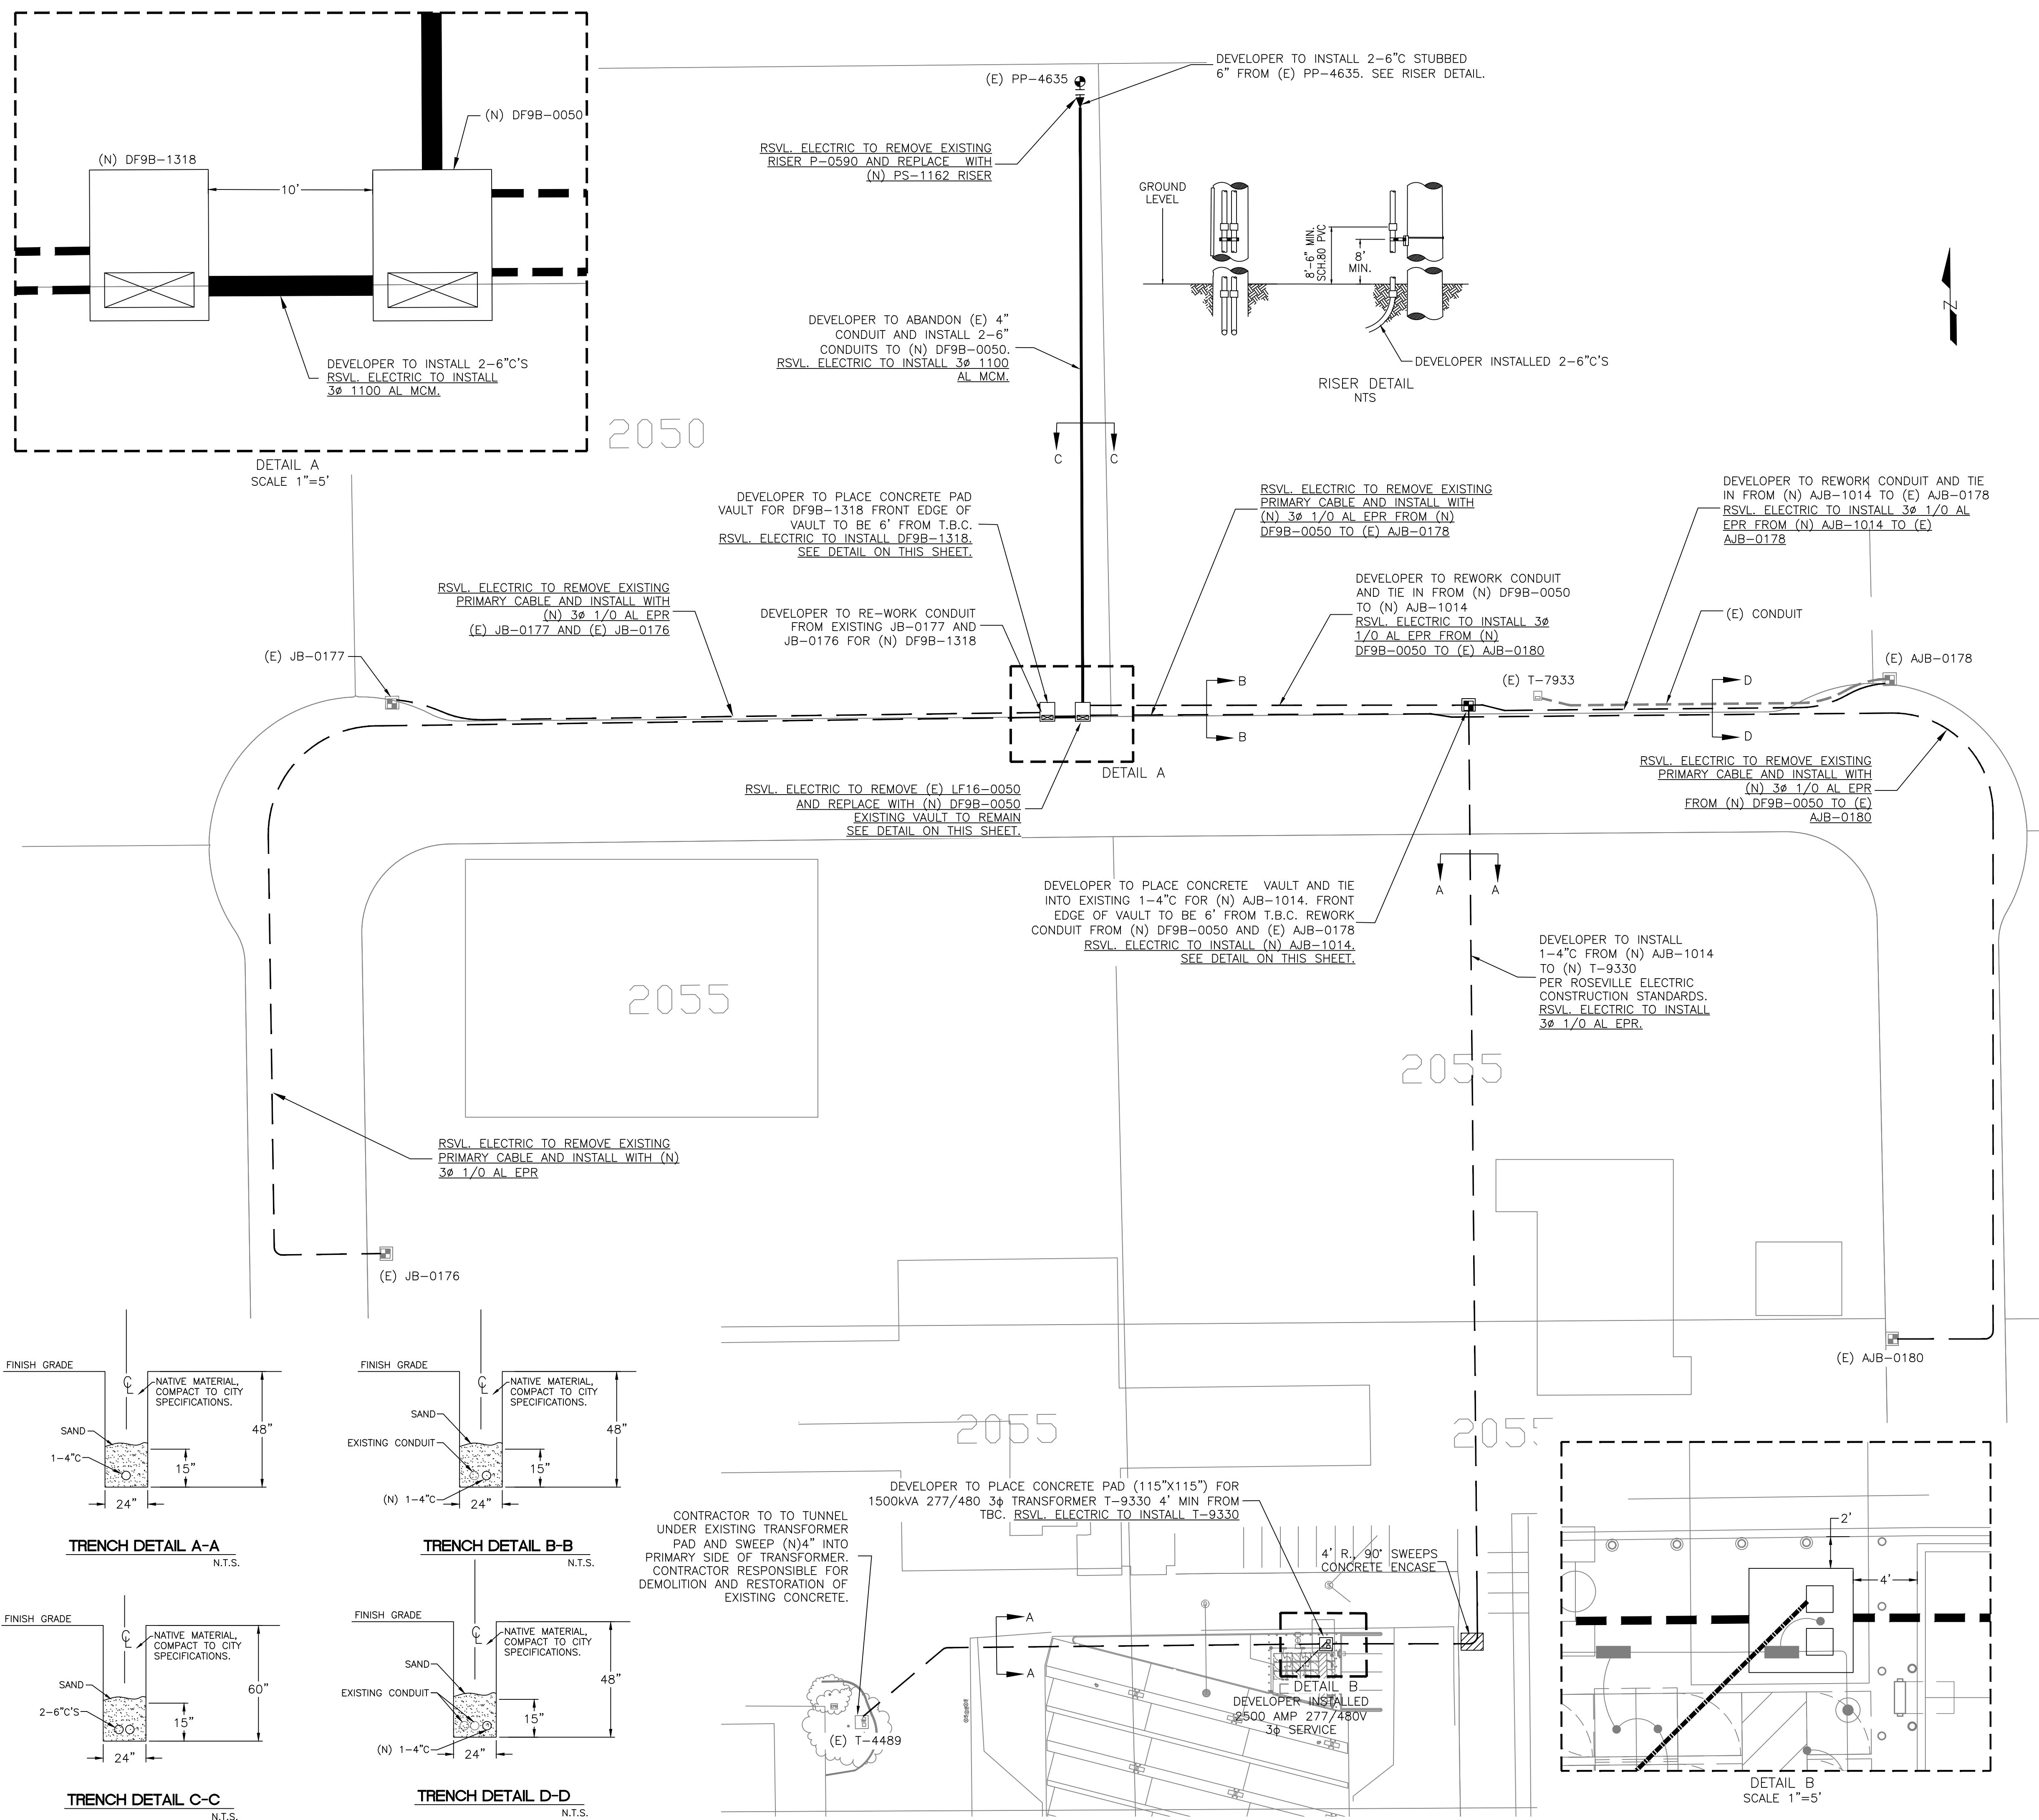 (N) DF9B-0050
(N) DF9B-1318
10'
DEVELOPER TO INSTALL 2-6"C'S
RSVL. ELECTRIC TO INSTALL
3ø 1100 AL MCM.
DETAIL A
SCALE 1"=5'
2050
(E) PP-4635
DEVELOPER TO INSTALL 2-6"C STUBBED
6" FROM (E) PP-4635. SEE RISER DETAIL.
RSVL. ELECTRIC TO REMOVE EXISTING
RISER P-0590 AND REPLACE WITH
(N) PS-1162 RISER
GROUND
LEVEL
8'-6" MIN.
SCH.80 PVC
8'
MIN.
DEVELOPER INSTALLED 2-6"C'S
RISER DETAIL
NTS
N
DEVELOPER TO ABANDON (E) 4"
CONDUIT AND INSTALL 2-6"
CONDUITS TO (N) DF9B-0050.
RSVL. ELECTRIC TO INSTALL 3ø 1100
AL MCM.
C
C
DEVELOPER TO PLACE CONCRETE PAD
VAULT FOR DF9B-1318 FRONT EDGE OF
VAULT TO BE 6' FROM T.B.C.
RSVL. ELECTRIC TO INSTALL DF9B-1318.
SEE DETAIL ON THIS SHEET.
RSVL. ELECTRIC TO REMOVE EXISTING
PRIMARY CABLE AND INSTALL WITH
(N) 3ø 1/0 AL EPR FROM (N)
DF9B-0050 TO (E) AJB-0178
DEVELOPER TO REWORK CONDUIT AND TIE
IN FROM (N) AJB-1014 TO (E) AJB-0178
RSVL. ELECTRIC TO INSTALL 3ø 1/0 AL
EPR FROM (N) AJB-1014 TO (E)
AJB-0178
RSVL. ELECTRIC TO REMOVE EXISTING
PRIMARY CABLE AND INSTALL WITH
(N) 3ø 1/0 AL EPR
(E) JB-0177 AND (E) JB-0176
DEVELOPER TO RE-WORK CONDUIT
FROM EXISTING JB-0177 AND
JB-0176 FOR (N) DF9B-1318
DEVELOPER TO REWORK CONDUIT
AND TIE IN FROM (N) DF9B-0050
TO (N) AJB-1014
RSVL. ELECTRIC TO INSTALL 3ø
1/0 AL EPR FROM (N)
DF9B-0050 TO (E) AJB-0180
(E) CONDUIT
(E) JB-0177
(E) AJB-0178
(E) T-7933
B
B
D
D
DETAIL A
RSVL. ELECTRIC TO REMOVE (E) LF16-0050
AND REPLACE WITH (N) DF9B-0050
EXISTING VAULT TO REMAIN
SEE DETAIL ON THIS SHEET.
RSVL. ELECTRIC TO REMOVE EXISTING
PRIMARY CABLE AND INSTALL WITH
(N) 3ø 1/0 AL EPR
FROM (N) DF9B-0050 TO (E)
AJB-0180
A
A
DEVELOPER TO PLACE CONCRETE VAULT AND TIE
INTO EXISTING 1-4"C FOR (N) AJB-1014. FRONT
EDGE OF VAULT TO BE 6' FROM T.B.C. REWORK
CONDUIT FROM (N) DF9B-0050 AND (E) AJB-0178
RSVL. ELECTRIC TO INSTALL (N) AJB-1014.
SEE DETAIL ON THIS SHEET.
DEVELOPER TO INSTALL
1-4"C FROM (N) AJB-1014
TO (N) T-9330
PER ROSEVILLE ELECTRIC
CONSTRUCTION STANDARDS.
RSVL. ELECTRIC TO INSTALL
3ø 1/0 AL EPR.
2055
2055
RSVL. ELECTRIC TO REMOVE EXISTING
PRIMARY CABLE AND INSTALL WITH (N)
3ø 1/0 AL EPR
(E) JB-0176
(E) AJB-0180
FINISH GRADE
NATIVE MATERIAL,
COMPACT TO CITY
SPECIFICATIONS.
SAND
1-4"C
48"
15"
24"
TRENCH DETAIL A-A
N.T.S.
FINISH GRADE
NATIVE MATERIAL,
COMPACT TO CITY
SPECIFICATIONS.
SAND
EXISTING CONDUIT
(N) 1-4"C
48"
15"
24"
TRENCH DETAIL B-B
N.T.S.
FINISH GRADE
NATIVE MATERIAL,
COMPACT TO CITY
SPECIFICATIONS.
SAND
2-6"C'S
60"
15"
24"
TRENCH DETAIL C-C
N.T.S.
FINISH GRADE
NATIVE MATERIAL,
COMPACT TO CITY
SPECIFICATIONS.
SAND
EXISTING CONDUIT
(N) 1-4"C
48"
15"
24"
TRENCH DETAIL D-D
N.T.S.
2055
2055
DEVELOPER TO PLACE CONCRETE PAD (115"X115") FOR
1500kVA 277/480 3ϕ TRANSFORMER T-9330 4' MIN FROM
TBC. RSVL. ELECTRIC TO INSTALL T-9330
CONTRACTOR TO TO TUNNEL
UNDER EXISTING TRANSFORMER
PAD AND SWEEP (N)4" INTO
PRIMARY SIDE OF TRANSFORMER.
CONTRACTOR RESPONSIBLE FOR
DEMOLITION AND RESTORATION OF
EXISTING CONCRETE.
4' R., 90° SWEEPS
CONCRETE ENCASE
A
A
(E) T-4489
DETAIL B
DEVELOPER INSTALLED
2500 AMP 277/480V
3ϕ SERVICE
2'
4'
DETAIL B
SCALE 1"=5'